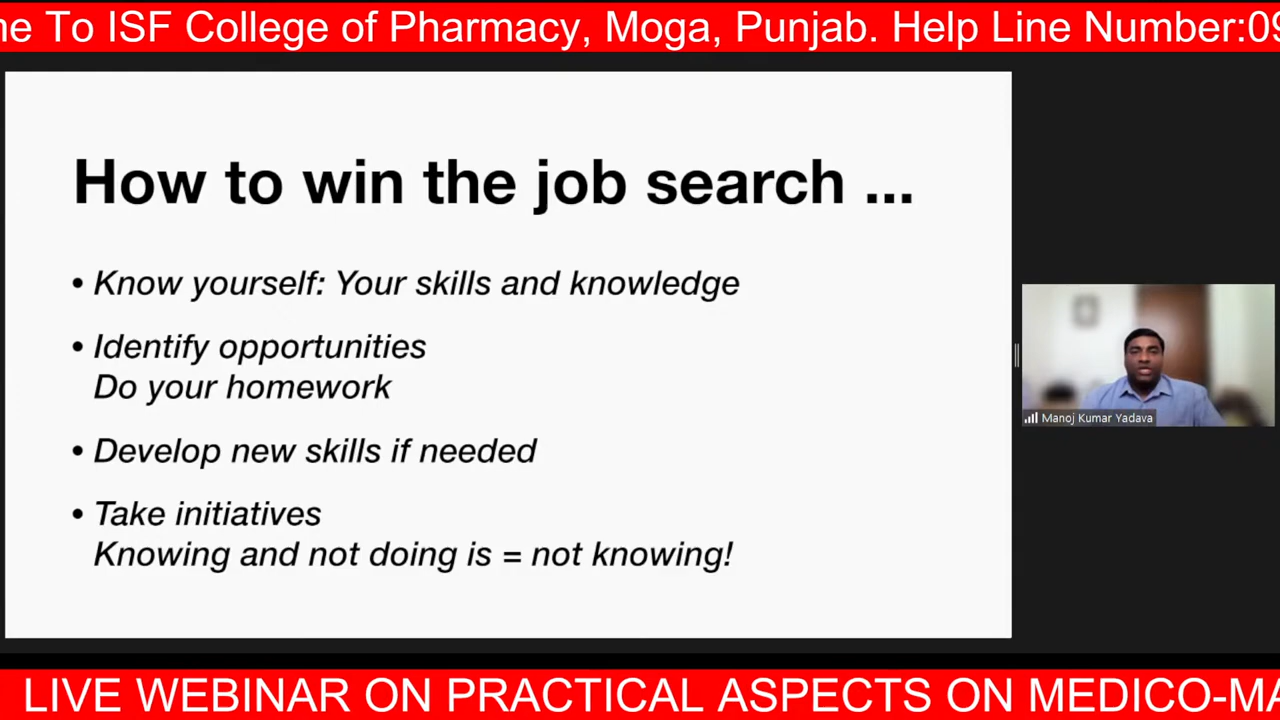 me To ISF College of Pharmacy, Moga, Punjab. Help Line Number:09
How to win the job search ...
• Know yourself: Your skills and knowledge
• Identify opportunities
Do your homework
• Develop new skills if needed
• Take initiatives
Knowing and not doing is = not knowing!
Manoj Kumar Yadava
LIVE WEBINAR ON PRACTICAL ASPECTS ON MEDICO-MA